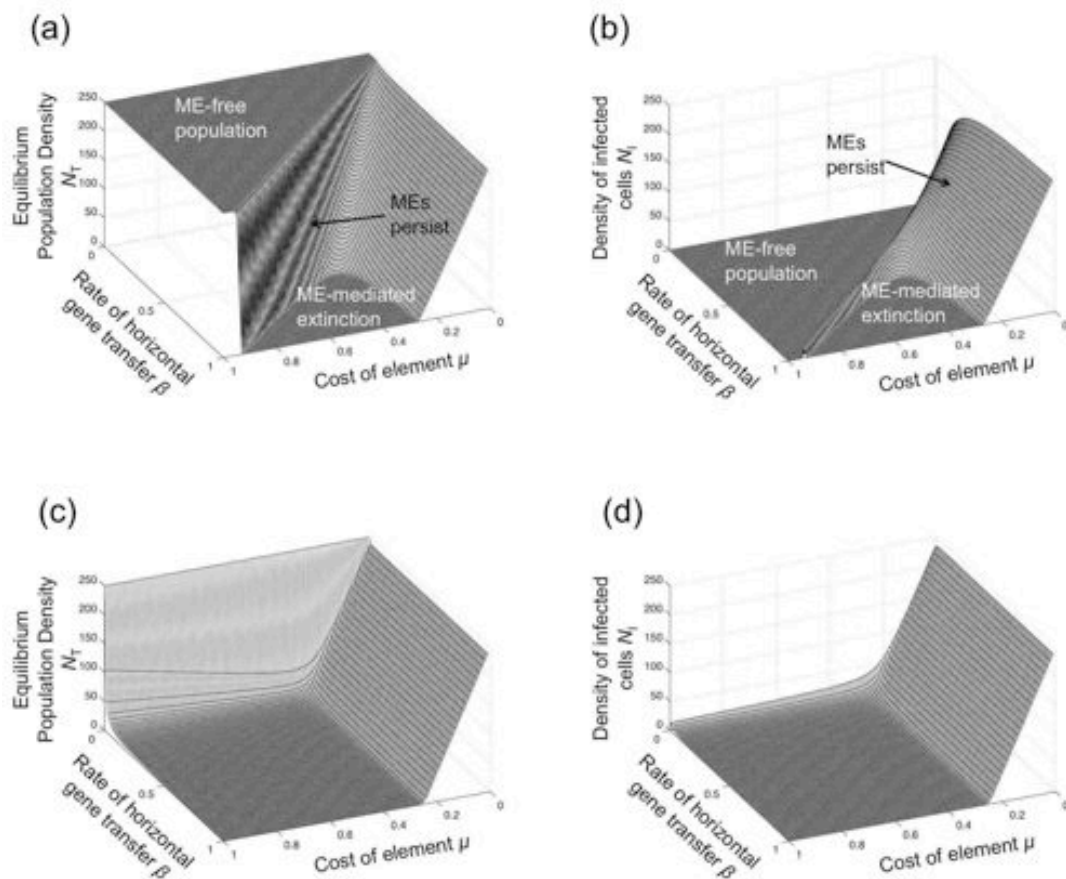 (a)
Equilibrium
Population Density
N_T
250
200
150
100
50
0
ME-free
population
MEs
persist
ME-mediated
extinction
0
0.5
1
Rate of horizontal
gene transfer β
1
0.8
0.6
0.4
0.2
0
Cost of element μ
(b)
Density of infected
cells N_I
250
200
150
100
50
0
MEs
persist
ME-free
population
ME-mediated
extinction
0
0.5
1
Rate of horizontal
gene transfer β
1
0.8
0.6
0.4
0.2
0
Cost of element μ
(c)
Equilibrium
Population Density
N_T
250
200
150
100
50
0
0
0.5
1
Rate of horizontal
gene transfer β
1
0.8
0.6
0.4
0.2
0
Cost of element μ
(d)
Density of infected
cells N_I
250
200
150
100
50
0
0
0.5
1
Rate of horizontal
gene transfer β
1
0.8
0.6
0.4
0.2
0
Cost of element μ